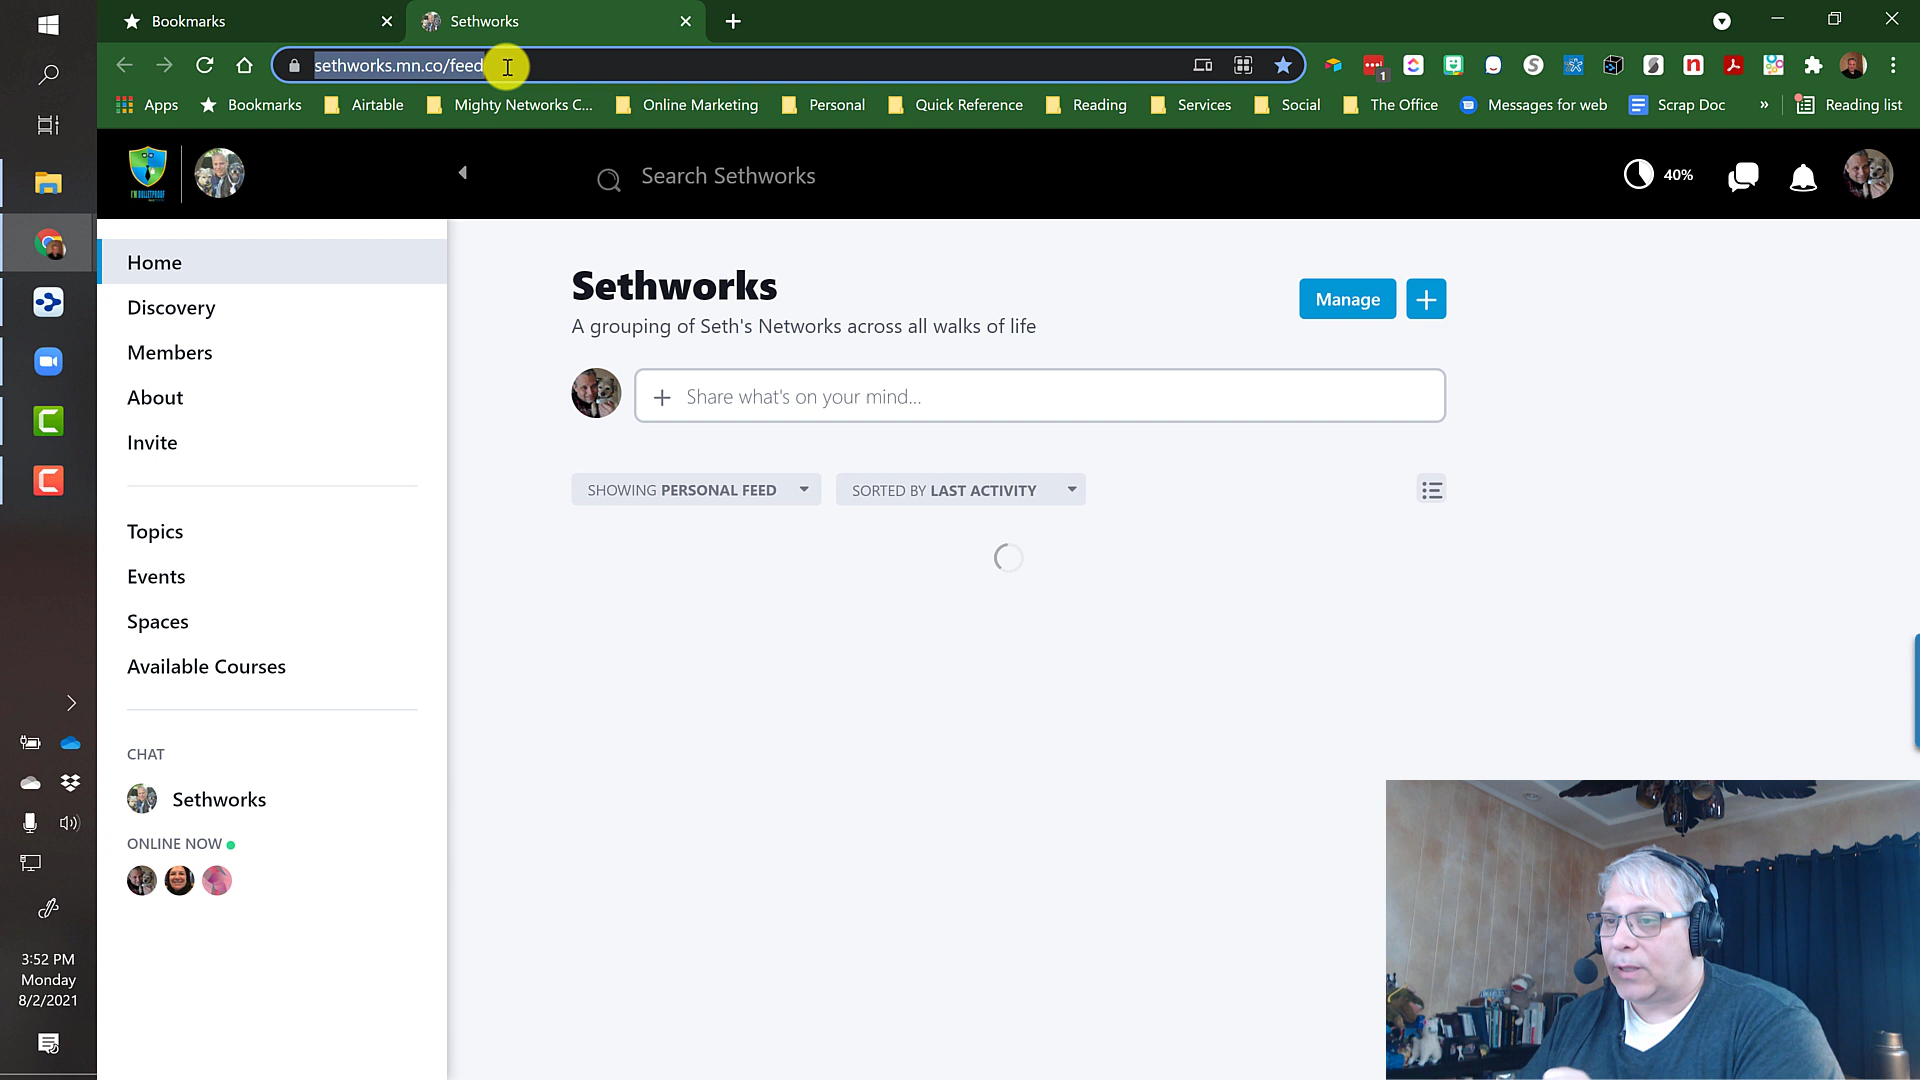 Bookmarks
Sethworks
sethworks.mn.co/feed
1
Apps
Bookmarks
Airtable
Mighty Networks C...
Online Marketing
Personal
Quick Reference
Reading
Services
Social
The Office
Messages for web
Scrap Doc
»
Reading list
I'M BULLETPROOF
Search Sethworks
40%
Home
Discovery
Members
About
Invite
Topics
Events
Spaces
Available Courses
CHAT
Sethworks
ONLINE NOW
Sethworks
A grouping of Seth's Networks across all walks of life
Manage
Share what's on your mind...
SHOWING PERSONAL FEED
SORTED BY LAST ACTIVITY
3:52 PM
Monday
8/2/2021